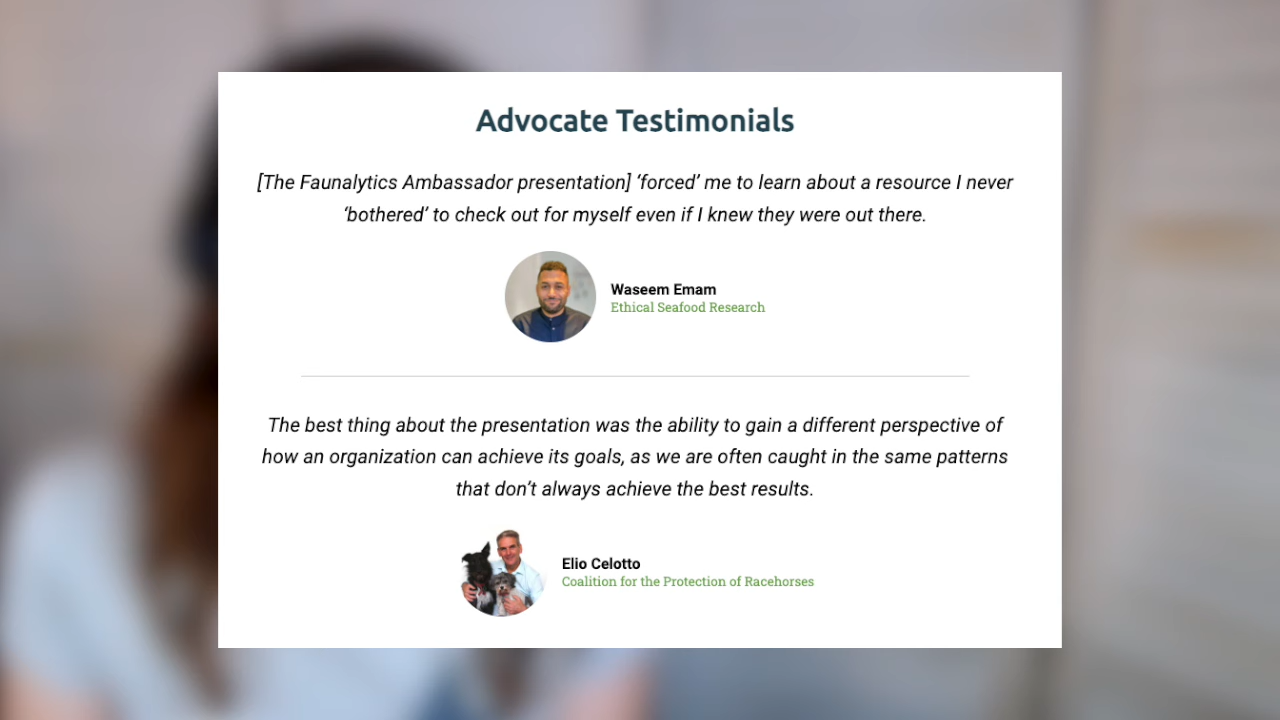 Advocate Testimonials
[The Faunalytics Ambassador presentation] ‘forced’ me to learn about a resource I never
‘bothered’ to check out for myself even if I knew they were out there.
Waseem Emam
Ethical Seafood Research
The best thing about the presentation was the ability to gain a different perspective of
how an organization can achieve its goals, as we are often caught in the same patterns
that don’t always achieve the best results.
Elio Celotto
Coalition for the Protection of Racehorses